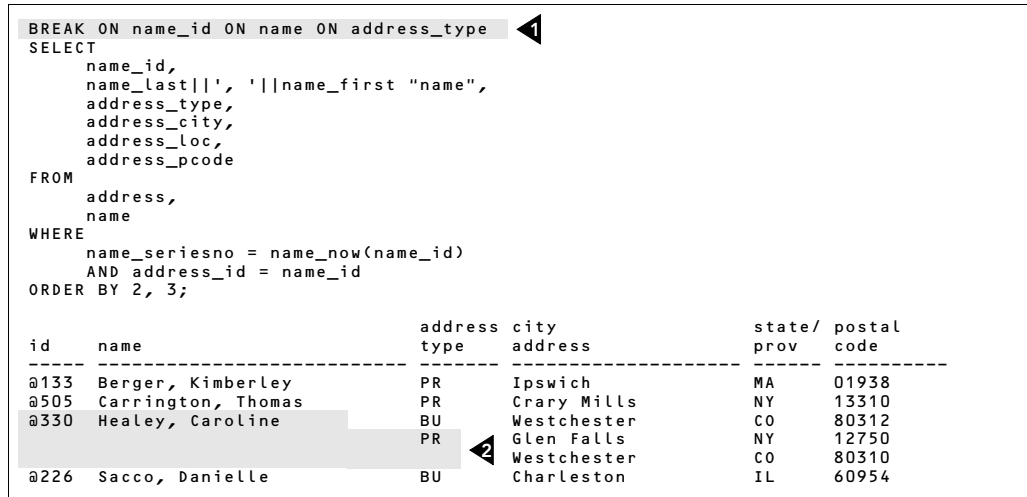 BREAK ON name_id ON name ON address_type 1
SELECT
name_id,
name_last||', '||name_first “name",
address_type,
address_city,
address_loc,
address_pcode
FROM
address,
name
WHERE
name_seriesno = name_now(name_id)
AND address_id = name_id
ORDER BY 2, 3;
address city state/ postal
id name type address prov code
----- --------------------------- ------- -------------------- ------ ----------
@133 Berger, Kimberley PR Ipswich MA 01938
@505 Carrington, Thomas PR Crary Mills NY 13310
@330 Healey, Caroline BU Westchester CO 80312
PR Glen Falls NY 12750
2 Westchester CO 80310
@226 Sacco, Danielle BU Charleston IL 60954